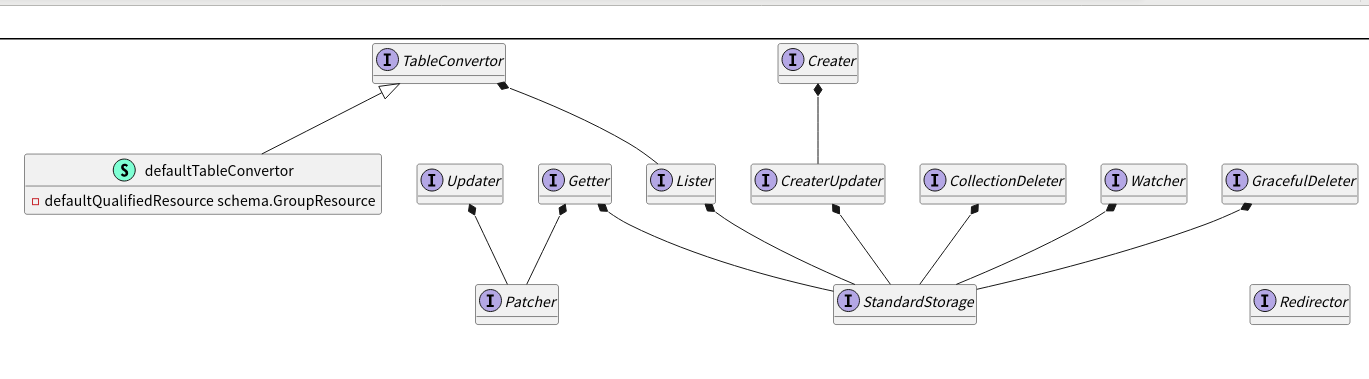 I TableConvertor
I Creater
S defaultTableConvertor
defaultQualifiedResource schema.GroupResource
I Updater
I Getter
I Lister
I CreaterUpdater
I CollectionDeleter
I Watcher
I GracefulDeleter
I Patcher
I StandardStorage
I Redirector